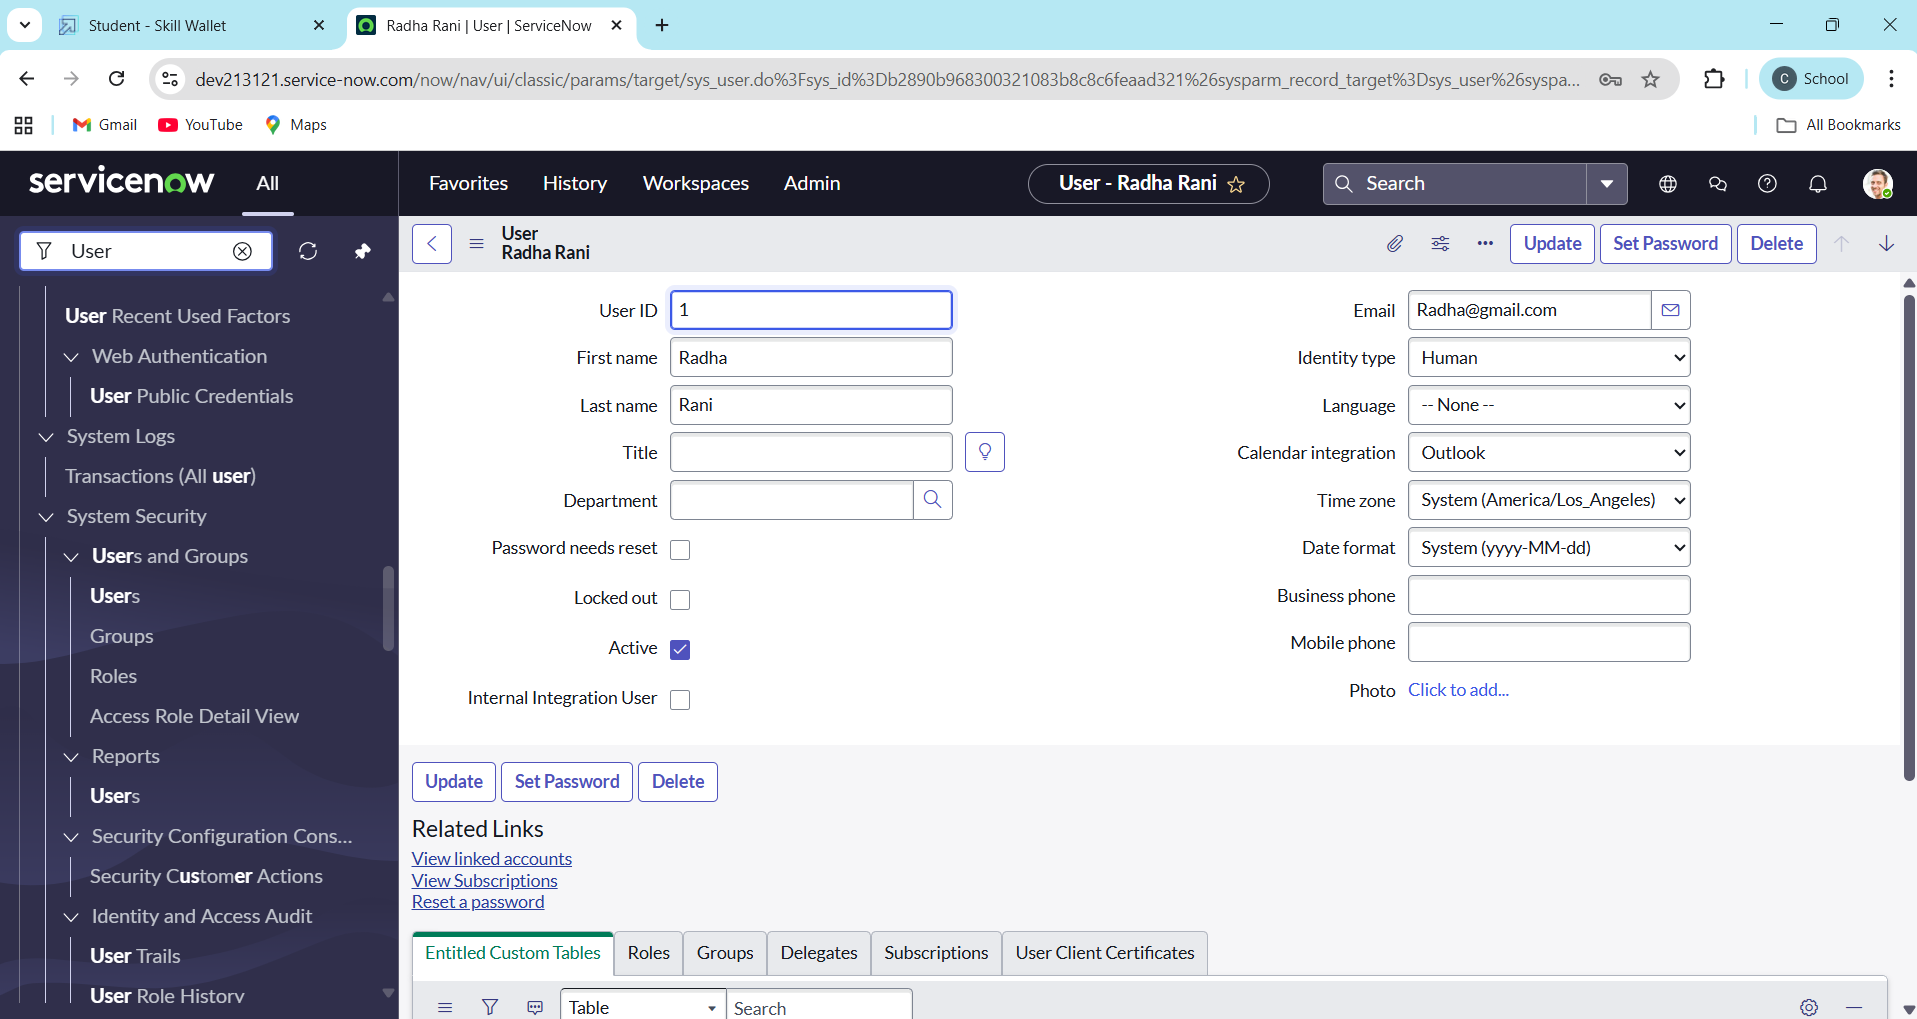 Student - Skill Wallet
Radha Rani | User | ServiceNow
dev213121.service-now.com/now/nav/ui/classic/params/target/sys_user.do%3Fsys_id%3Db2890b968300321083b8c8c6feaad321%26sysparm_record_target%3Dsys_user%26syspa...
C School
Gmail YouTube Maps
All Bookmarks
servicenow All Favorites History Workspaces Admin
User - Radha Rani
Search
User
User Recent Used Factors
Web Authentication
User Public Credentials
System Logs
Transactions (All user)
System Security
Users and Groups
Users
Groups
Roles
Access Role Detail View
Reports
Users
Security Configuration Cons...
Security Customer Actions
Identity and Access Audit
User Trails
User Role History
User
Radha Rani
Update Set Password Delete
User ID 1
First name Radha
Last name Rani
Title
Department
Password needs reset
Locked out
Active
Internal Integration User
Email Radha@gmail.com
Identity type Human
Language -- None --
Calendar integration Outlook
Time zone System (America/Los_Angeles)
Date format System (yyyy-MM-dd)
Business phone
Mobile phone
Photo Click to add...
Update Set Password Delete
Related Links
View linked accounts
View Subscriptions
Reset a password
Entitled Custom Tables Roles Groups Delegates Subscriptions User Client Certificates
Table Search